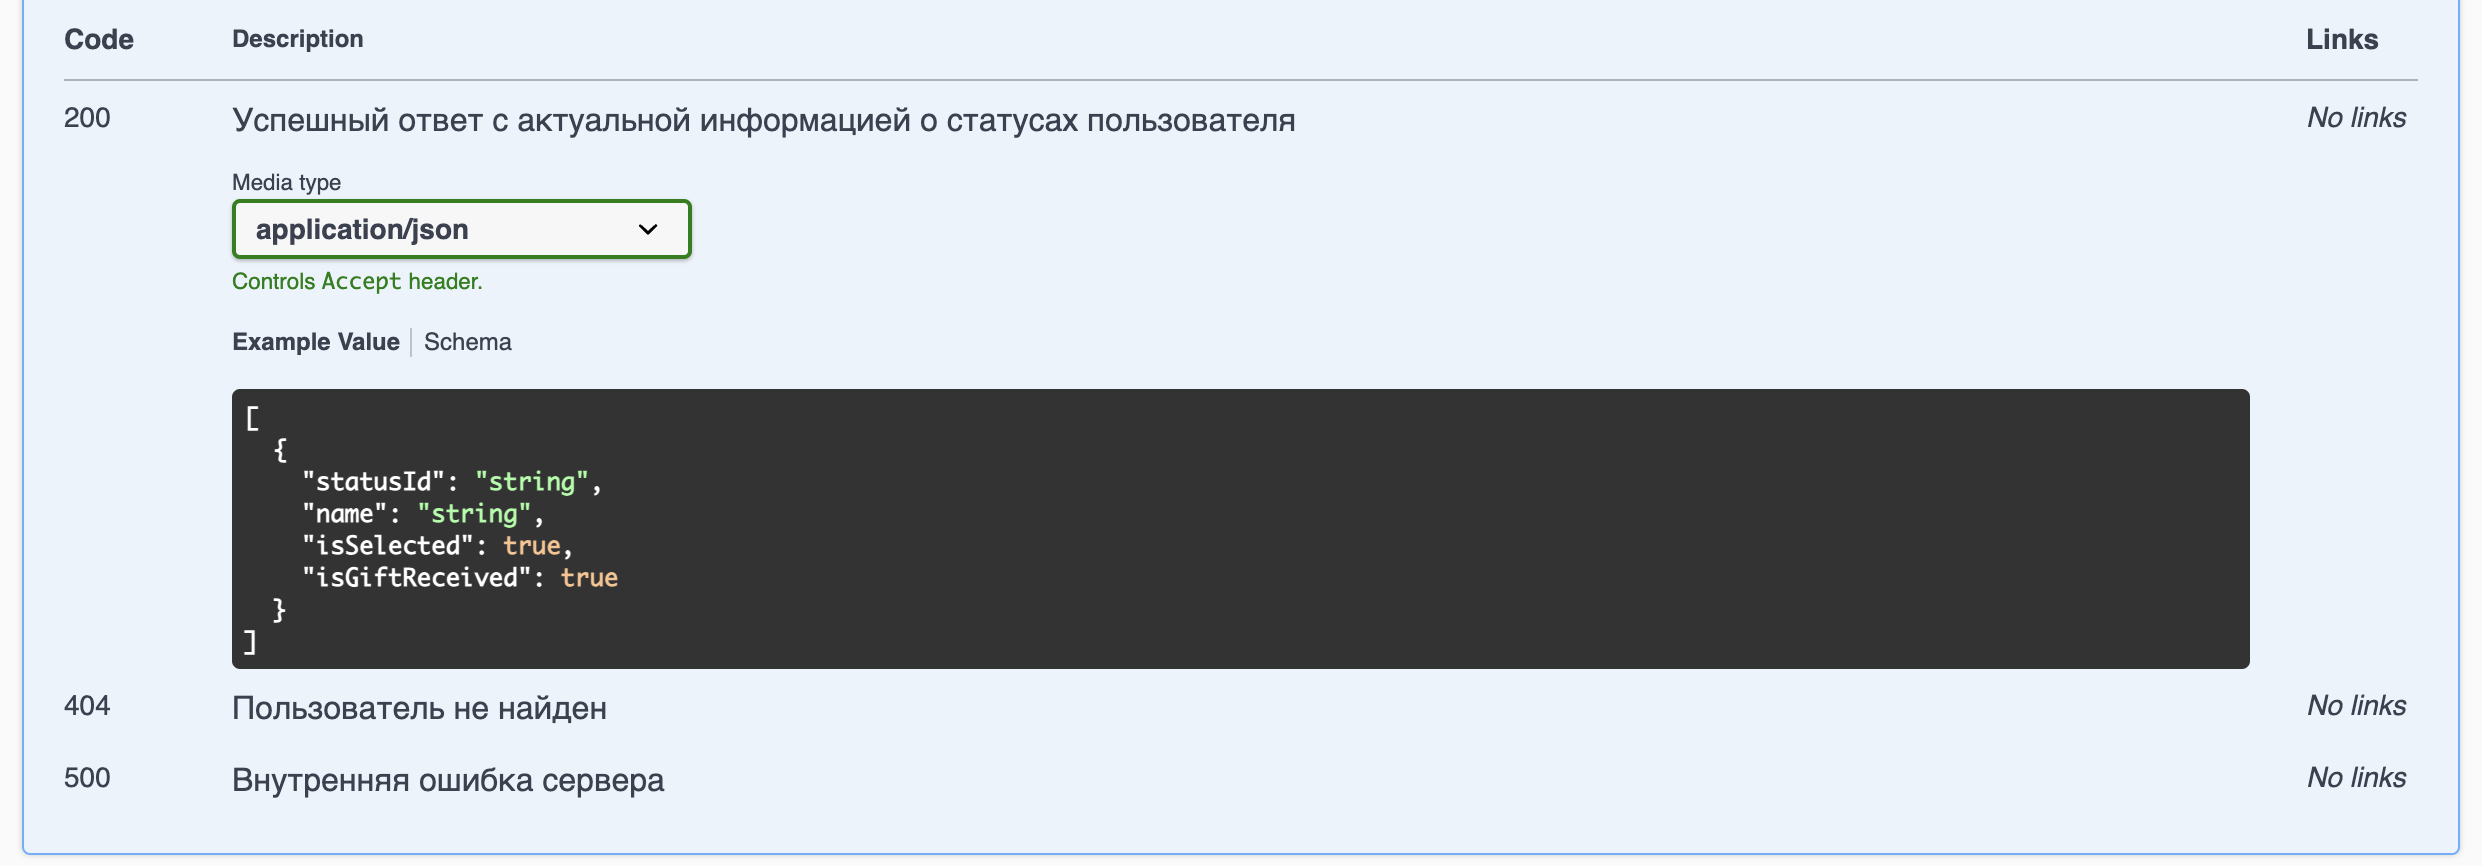 Code Description Links
200 Успешный ответ с актуальной информацией о статусах пользователя No links
Media type
application/json
Controls Accept header.
Example Value Schema
[
  {
    "statusId": "string",
    "name": "string",
    "isSelected": true,
    "isGiftReceived": true
  }
]
404 Пользователь не найден No links
500 Внутренняя ошибка сервера No links